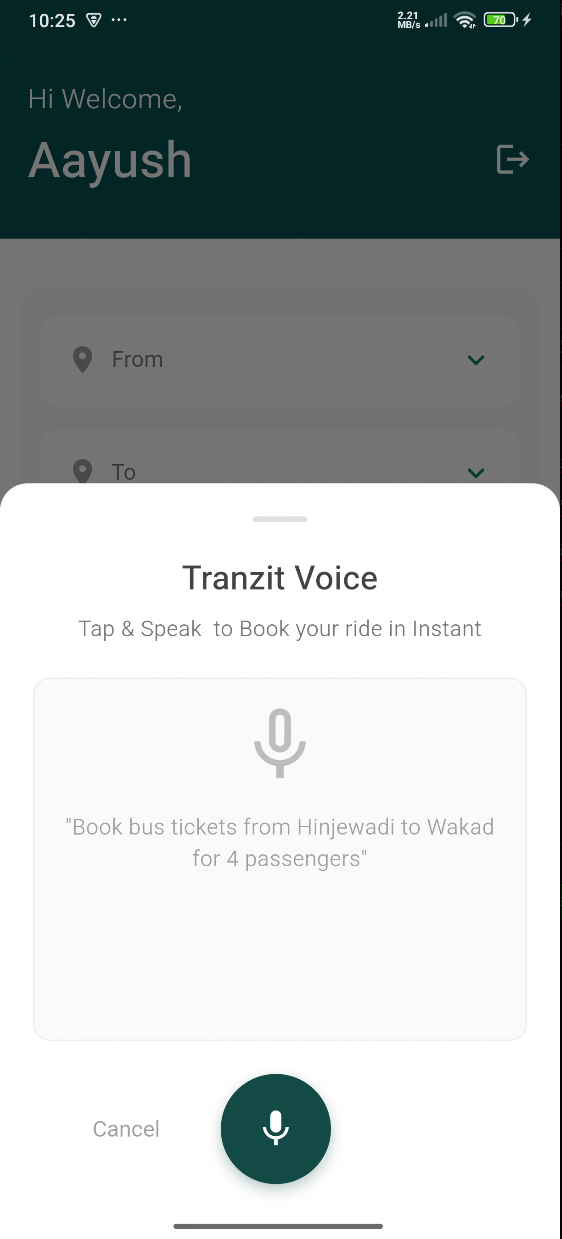 10:25
2.21
MB/s
70
Hi Welcome,
Aayush
From
To
Tranzit Voice
Tap & Speak  to Book your ride in Instant
"Book bus tickets from Hinjewadi to Wakad
for 4 passengers"
Cancel